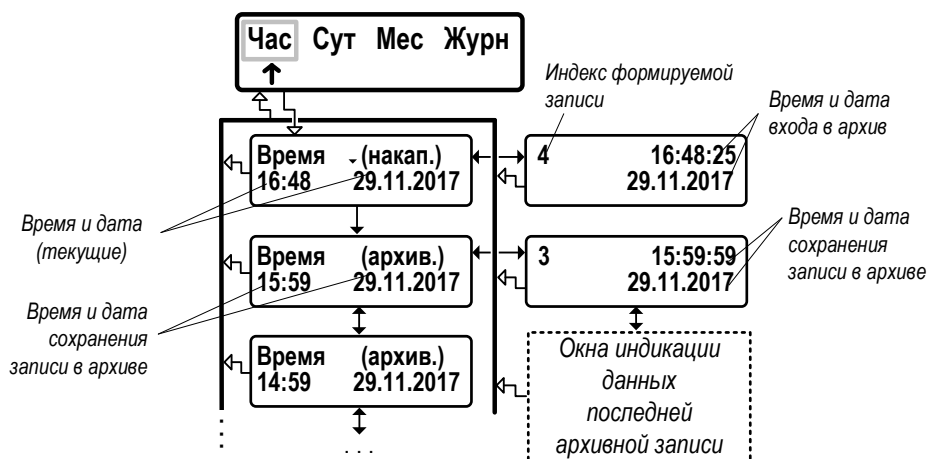 Час Сут Мес Журн
Индекс формируемой
записи
Время и дата
входа в архив
Время (накап.)
16:48 29.11.2017
4 16:48:25
29.11.2017
Время и дата
(текущие)
Время и дата
сохранения
записи в архиве
Время (архив.)
15:59 29.11.2017
3 15:59:59
29.11.2017
Время и дата
сохранения
записи в архиве
Время (архив.)
14:59 29.11.2017
Окна индикации
данных
последней
архивной записи
. . .